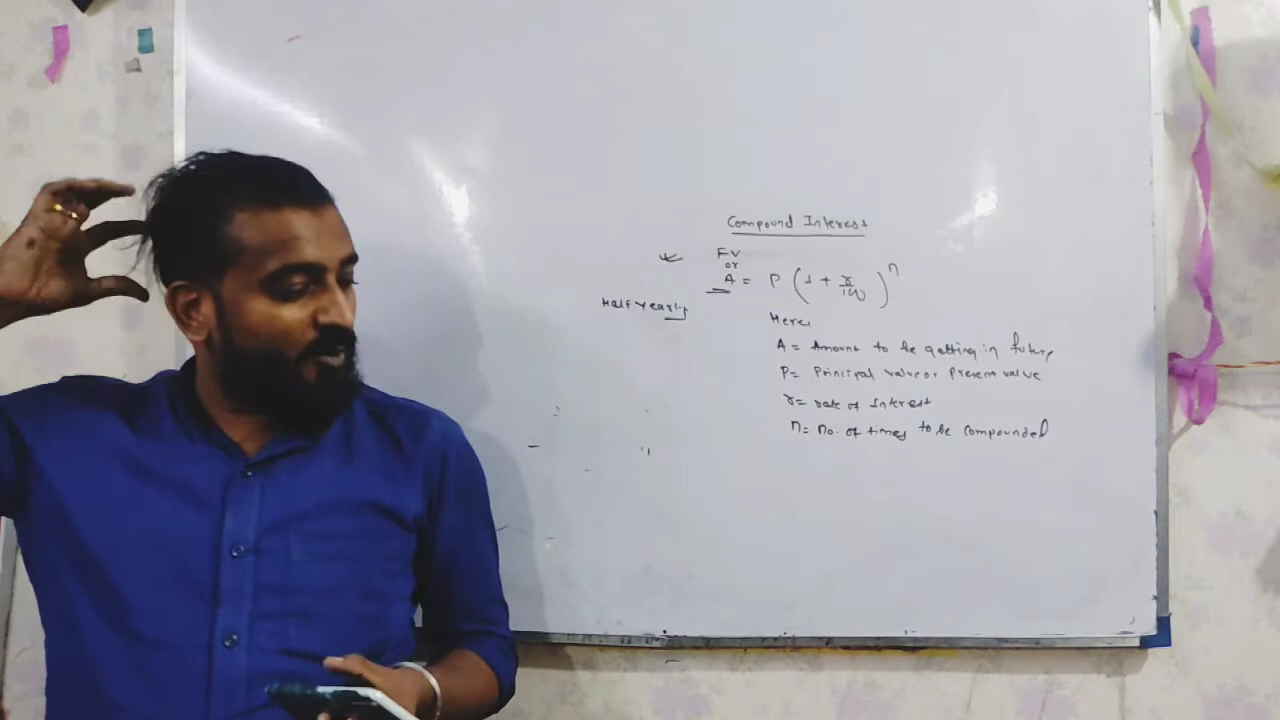 Compound Interest
FV
or
A = P (1 + r/100)^n
Half Yearly
Here,
A = Amount to be getting in future
P = Principal value or Present value
r = rate of Interest
n = No. of times to be compounded